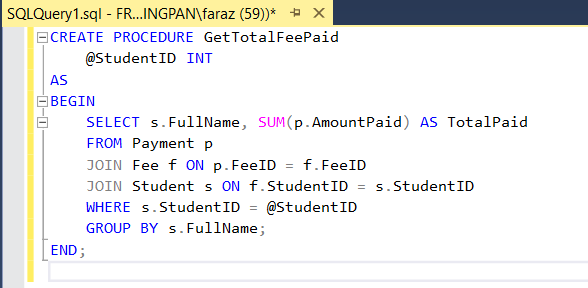 SQLQuery1.sql - FR...INGPAN\faraz (59))*
CREATE PROCEDURE GetTotalFeePaid
    @StudentID INT
AS
BEGIN
    SELECT s.FullName, SUM(p.AmountPaid) AS TotalPaid
    FROM Payment p
    JOIN Fee f ON p.FeeID = f.FeeID
    JOIN Student s ON f.StudentID = s.StudentID
    WHERE s.StudentID = @StudentID
    GROUP BY s.FullName;
END;